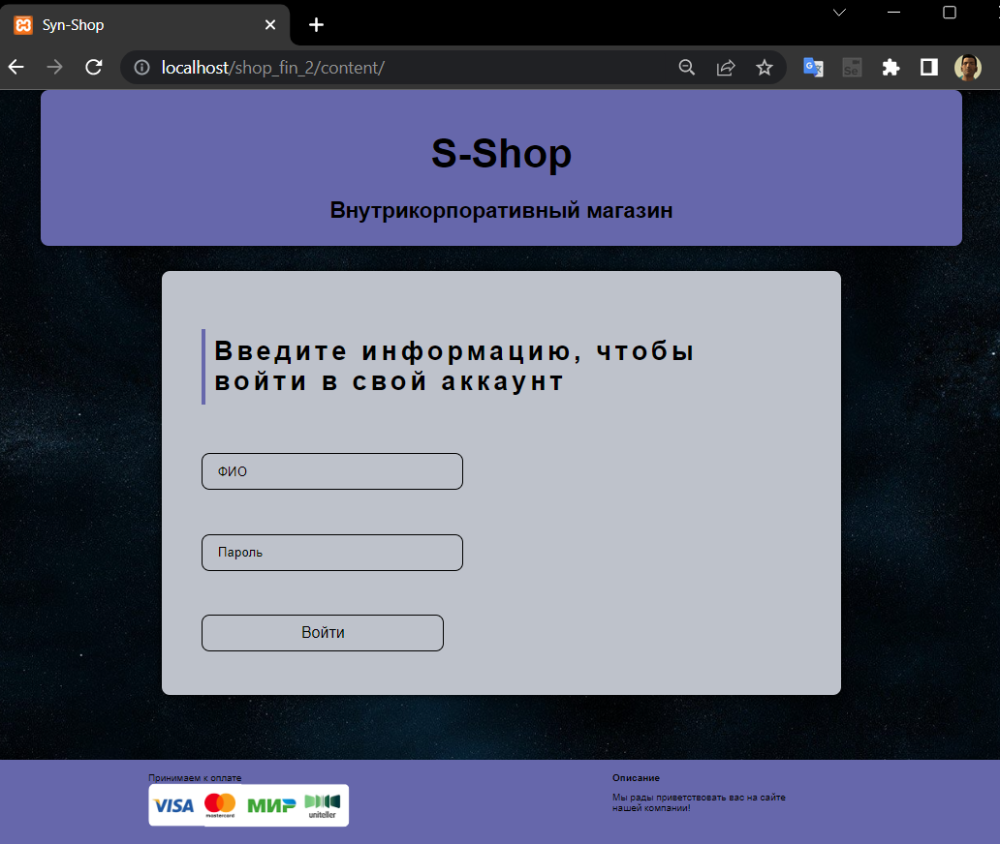 Syn-Shop
localhost/shop_fin_2/content/
S-Shop
Внутрикорпоративный магазин
Введите информацию, чтобы
войти в свой аккаунт
ФИО
Пароль
Войти
Принимаем к оплате
VISA mastercard МИР uniteller
Описание
Мы рады приветствовать вас на сайте
нашей компании!